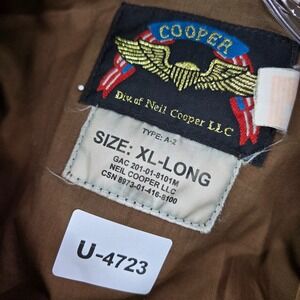 COOPER
Div. of Neil Cooper LLC
TYPE: A-2
SIZE: XL-LONG
GAC 201-01-8101M
NEIL COOPER LLC
CSN 8973-01-416-8100
U-4723